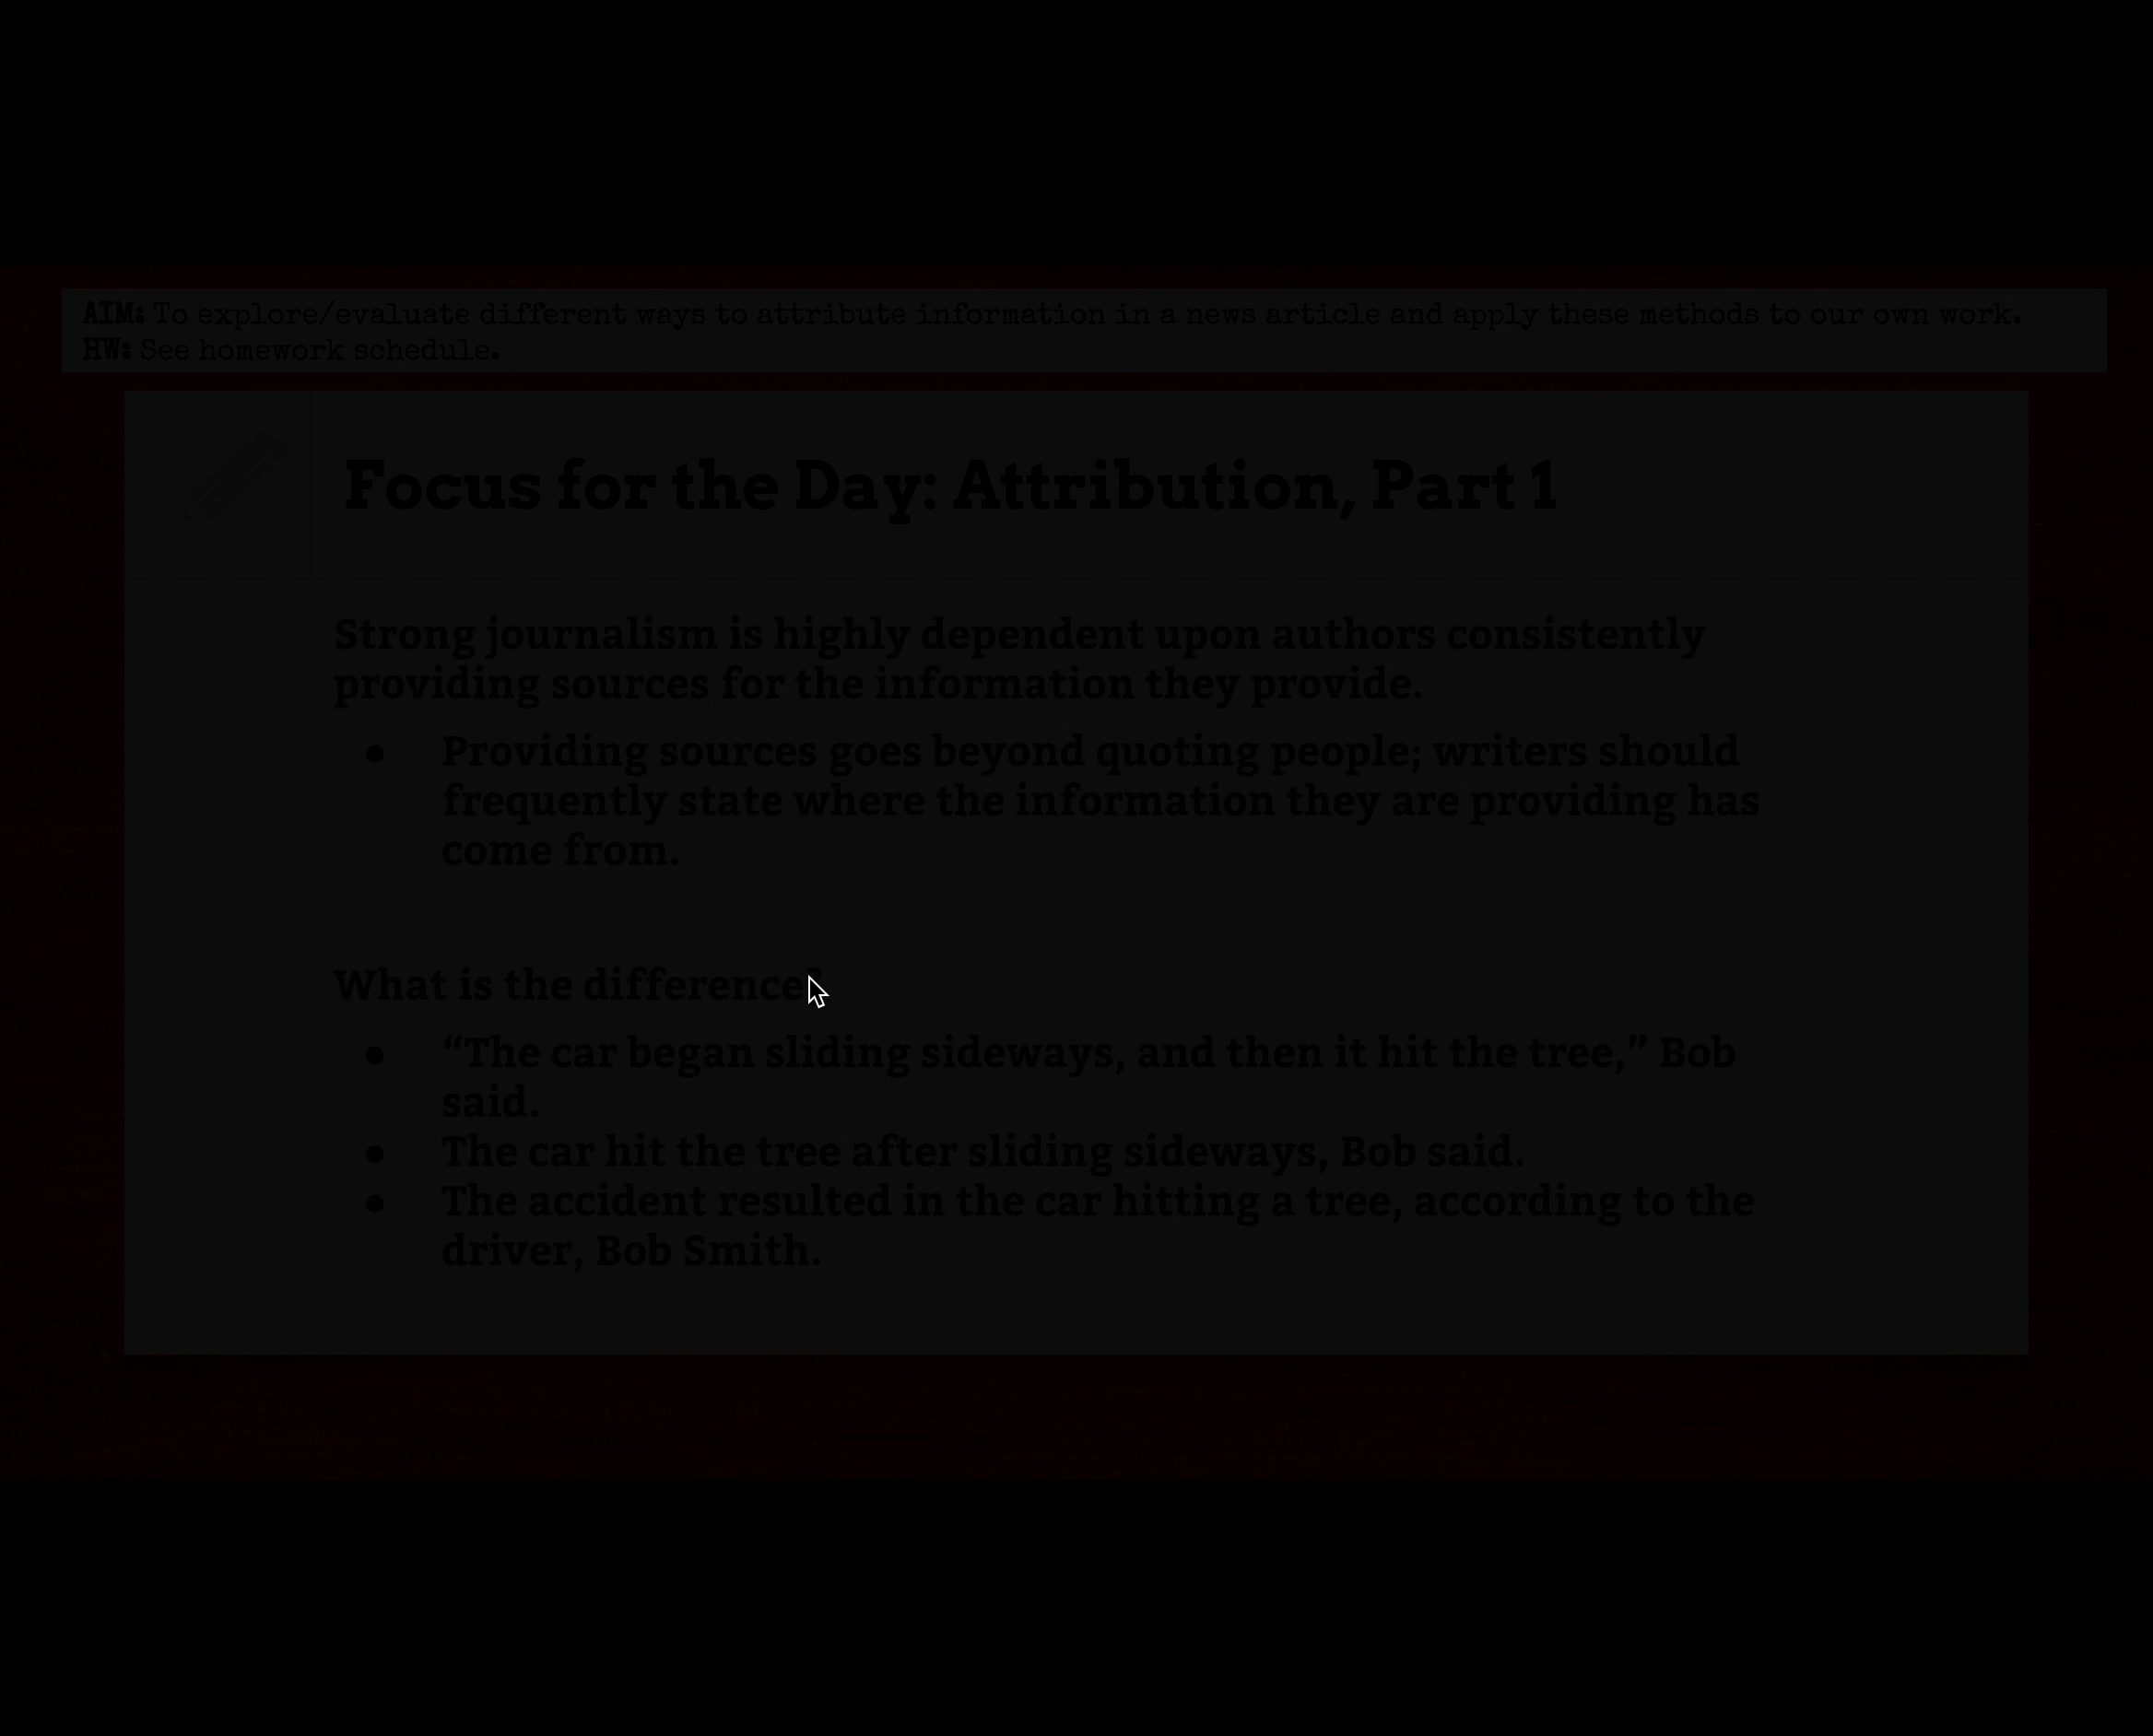 AIM: To explore/evaluate different ways to attribute information in a news article and apply these methods to our own work.
HW: See homework schedule.
Focus for the Day: Attribution, Part 1
Strong journalism is highly dependent upon authors consistently
providing sources for the information they provide.
● Providing sources goes beyond quoting people; writers should
frequently state where the information they are providing has
come from.
What is the difference?
● “The car began sliding sideways, and then it hit the tree,” Bob
said.
● The car hit the tree after sliding sideways, Bob said.
● The accident resulted in the car hitting a tree, according to the
driver, Bob Smith.